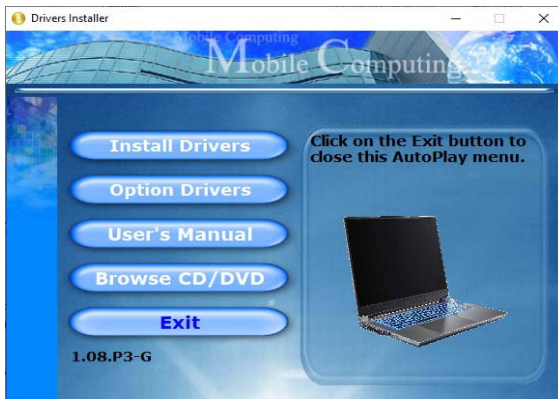 Drivers Installer
Mobile Computing
Mobile Computing
Install Drivers
Option Drivers
User's Manual
Browse CD/DVD
Exit
1.08.P3-G
Click on the Exit button to
close this AutoPlay menu.